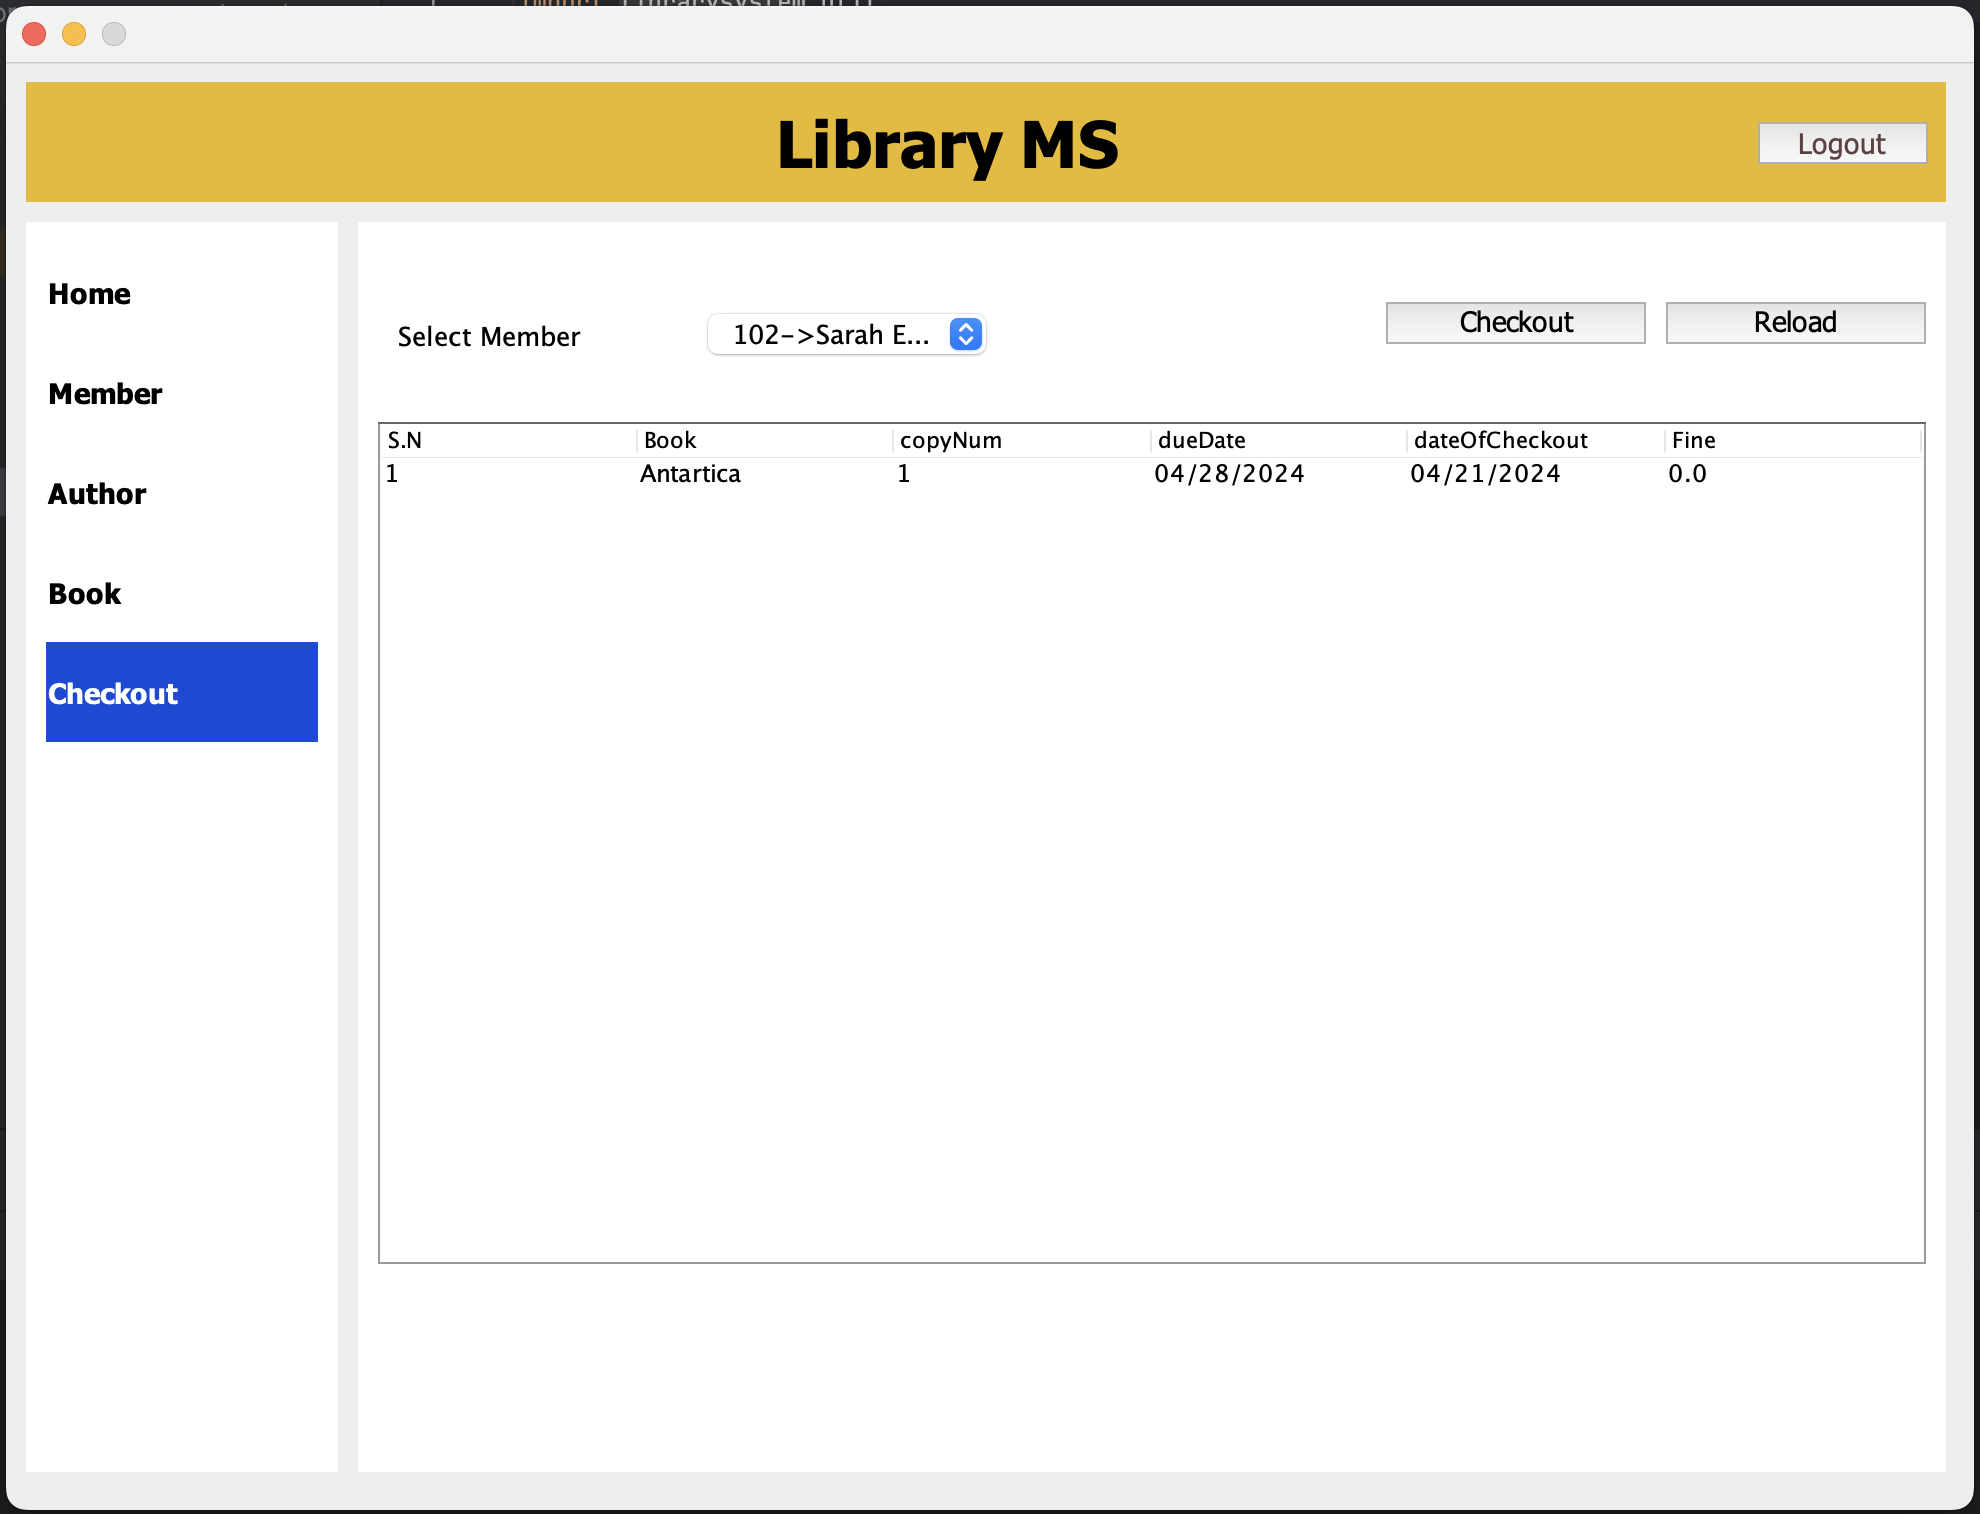 Library MS
Logout
Home
Member
Author
Book
Checkout
Select Member
102->Sarah E...
Checkout
Reload
S.N Book copyNum dueDate dateOfCheckout Fine
1 Antartica 1 04/28/2024 04/21/2024 0.0